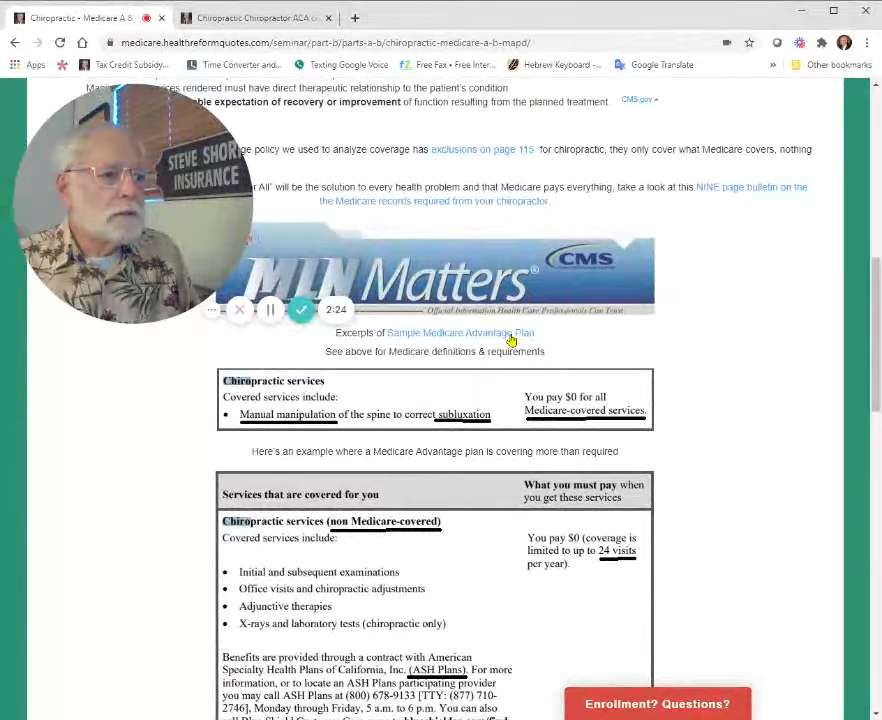 Chiropractic - Medicare A &
Chiropractic Chiropractor ACA c
medicare.healthreformquotes.com/seminar/part-b/parts-a-b/chiropractic-medicare-a-b-mapd/
Apps
Tax Credit Subsidy...
Time Converter and...
Texting Google Voice
Free Fax • Free Inter...
Hebrew Keyboard -...
Google Translate
Other books
rendered must have direct therapeutic relationship to the patient's condition
expectation of recovery or improvement of function resulting from the planned treatment.
CMS.gov
policy we used to analyze coverage has exclusions on page 115 for chiropractic, they only cover what Medicare covers, nothing
All" will be the solution to every health problem and that Medicare pays everything, take a look at this NINE page bulletin on the
the Medicare records required from your chiropractor.
STEVE SHOR
INSURANCE
MLN Matters®
CMS
Official Information Health Care Professionals Can Trust
2:24
Excerpts of Sample Medicare Advantage Plan
See above for Medicare definitions & requirements
Chiropractic services
Covered services include:
• Manual manipulation of the spine to correct subluxation
You pay $0 for all
Medicare-covered services.
Here's an example where a Medicare Advantage plan is covering more than required
Services that are covered for you
What you must pay when
you get these services
Chiropractic services (non Medicare-covered)
Covered services include:
• Initial and subsequent examinations
• Office visits and chiropractic adjustments
• Adjunctive therapies
• X-rays and laboratory tests (chiropractic only)
You pay $0 (coverage is
limited to up to 24 visits
per year).
Benefits are provided through a contract with American
Specialty Health Plans of California, Inc. (ASH Plans). For more
information, or to locate an ASH Plans participating provider
you may call ASH Plans at (800) 678-9133 [TTY: (877) 710-
2746], Monday through Friday, 5 a.m. to 6 p.m. You can also
Enrollment? Questions?